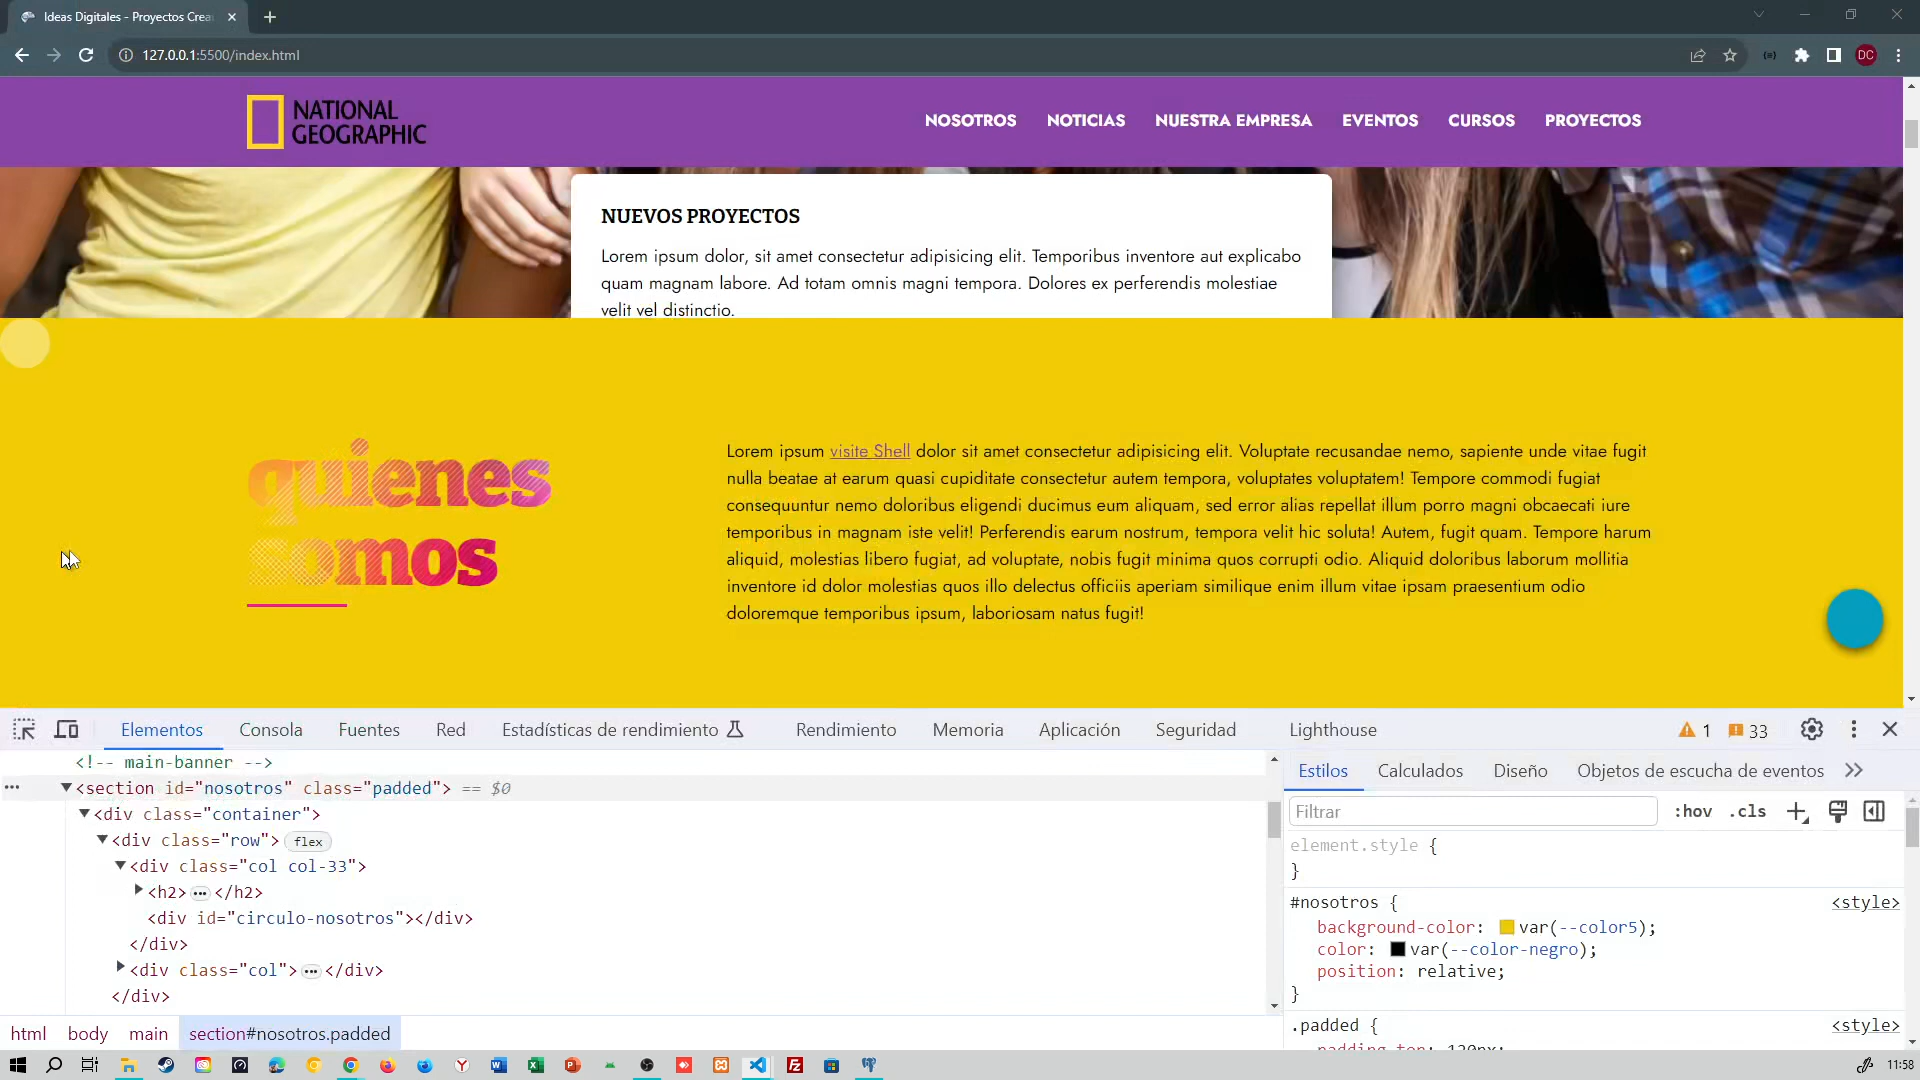 Ideas Digitales - Proyectos Crea
127.0.0.1:5500/index.html
DC
NATIONAL
GEOGRAPHIC
NOSOTROS
NOTICIAS
NUESTRA EMPRESA
EVENTOS
CURSOS
PROYECTOS
NUEVOS PROYECTOS
Lorem ipsum dolor, sit amet consectetur adipisicing elit. Temporibus inventore aut explicabo
quam magnam labore. Ad totam omnis magni tempora. Dolores ex perferendis molestiae
velit vel distinctio.
quienes
somos
Lorem ipsum visite Shell dolor sit amet consectetur adipisicing elit. Voluptate recusandae nemo, sapiente unde vitae fugit
nulla beatae at earum quasi cupiditate consectetur autem tempora, voluptates voluptatem! Tempore commodi fugiat
consequuntur nemo doloribus eligendi ducimus eum aliquam, sed error alias repellat illum porro magni obcaecati iure
temporibus in magnam iste velit! Perferendis earum nostrum, tempora velit hic soluta! Autem, fugit quam. Tempore harum
aliquid, molestias libero fugiat, ad voluptate, nobis fugit minima quos corrupti odio. Aliquid doloribus laborum mollitia
inventore id dolor molestias quos illo delectus officiis aperiam similique enim illum vitae ipsam praesentium odio
doloremque temporibus ipsum, laboriosam natus fugit!
Elementos
Consola
Fuentes
Red
Estadísticas de rendimiento
Rendimiento
Memoria
Aplicación
Seguridad
Lighthouse
1
33
<!-- main-banner -->
<section id="nosotros" class="padded"> == $0
<div class="container">
<div class="row"> flex
<div class="col col-33">
<h2> ••• </h2>
<div id="circulo-nosotros"></div>
</div>
<div class="col"> ••• </div>
</div>
html
body
main
section#nosotros.padded
Estilos
Calculados
Diseño
Objetos de escucha de eventos
Filtrar
:hov
.cls
element.style {
}
#nosotros {
<style>
background-color: var(--color5);
color: var(--color-negro);
position: relative;
}
.padded {
<style>
padding-top: 120px;
11:58